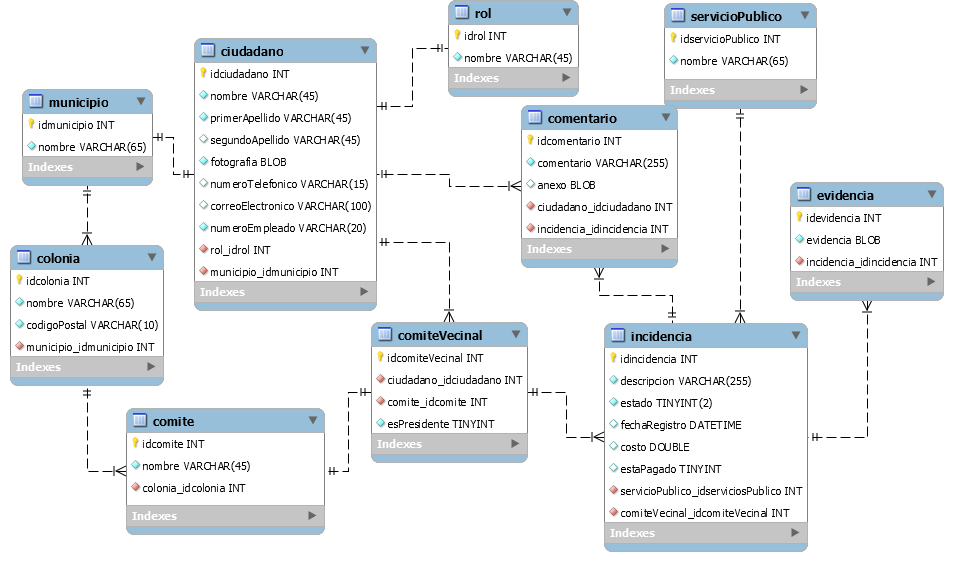 rol
idrol INT
nombre VARCHAR(45)
Indexes
servicioPublico
idservicioPublico INT
nombre VARCHAR(65)
Indexes
ciudadano
idciudadano INT
nombre VARCHAR(45)
primerApellido VARCHAR(45)
segundoApellido VARCHAR(45)
fotografia BLOB
numeroTelefonico VARCHAR(15)
correoElectronico VARCHAR(100)
numeroEmpleado VARCHAR(20)
rol_idrol INT
municipio_idmunicipio INT
Indexes
municipio
idmunicipio INT
nombre VARCHAR(65)
Indexes
comentario
idcomentario INT
comentario VARCHAR(255)
anexo BLOB
ciudadano_idciudadano INT
incidencia_idincidencia INT
Indexes
evidencia
idevidencia INT
evidencia BLOB
incidencia_idincidencia INT
Indexes
colonia
idcolonia INT
nombre VARCHAR(65)
codigoPostal VARCHAR(10)
municipio_idmunicipio INT
Indexes
comiteVecinal
idcomiteVecinal INT
ciudadano_idciudadano INT
comite_idcomite INT
esPresidente TINYINT
Indexes
incidencia
idincidencia INT
descripcion VARCHAR(255)
estado TINYINT(2)
fechaRegistro DATETIME
costo DOUBLE
estaPagado TINYINT
servicioPublico_idserviciosPublico INT
comiteVecinal_idcomiteVecinal INT
Indexes
comite
idcomite INT
nombre VARCHAR(45)
colonia_idcolonia INT
Indexes